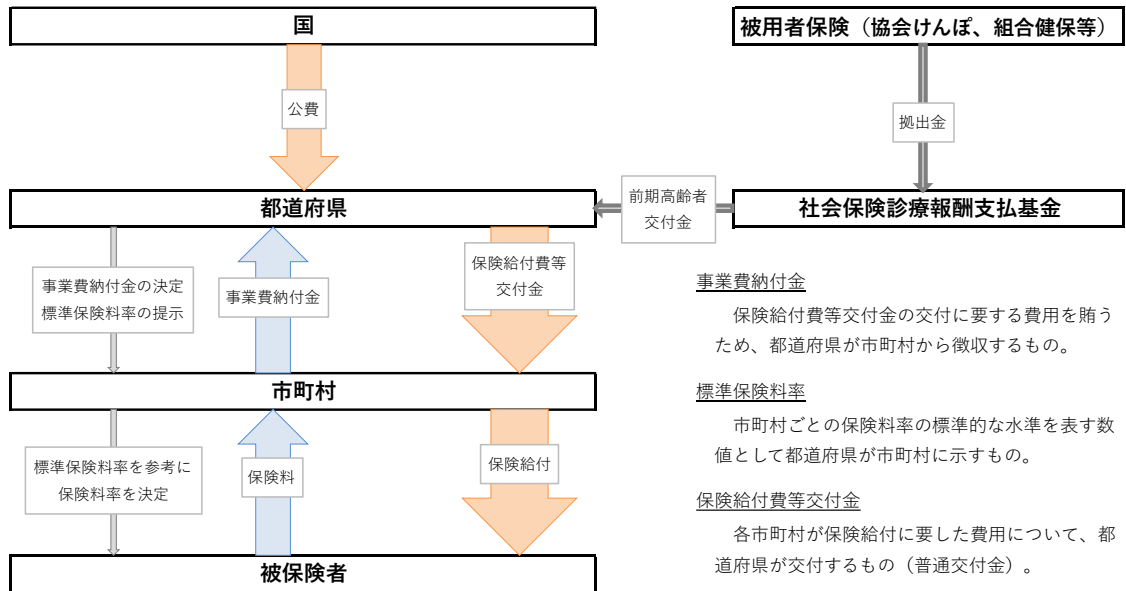 国
被用者保険（協会けんぽ、組合健保等）
公費
拠出金
都道府県
前期高齢者
交付金
社会保険診療報酬支払基金
事業費納付金の決定
標準保険料率の提示
事業費納付金
保険給付費等
交付金
市町村
標準保険料率を参考に
保険料率を決定
保険料
保険給付
被保険者
事業費納付金
保険給付費等交付金の交付に要する費用を賄う
ため、都道府県が市町村から徴収するもの。
標準保険料率
市町村ごとの保険料率の標準的な水準を表す数
値として都道府県が市町村に示すもの。
保険給付費等交付金
各市町村が保険給付に要した費用について、都
道府県が交付するもの（普通交付金）。